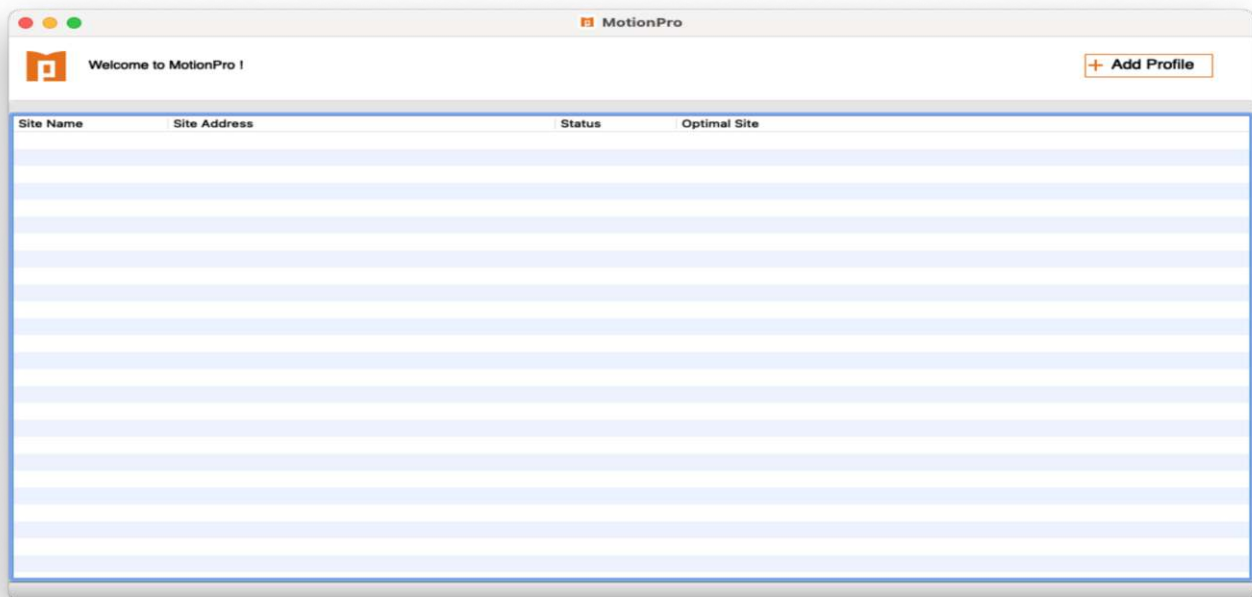 MotionPro
Welcome to MotionPro !
+ Add Profile
Site Name Site Address Status Optimal Site